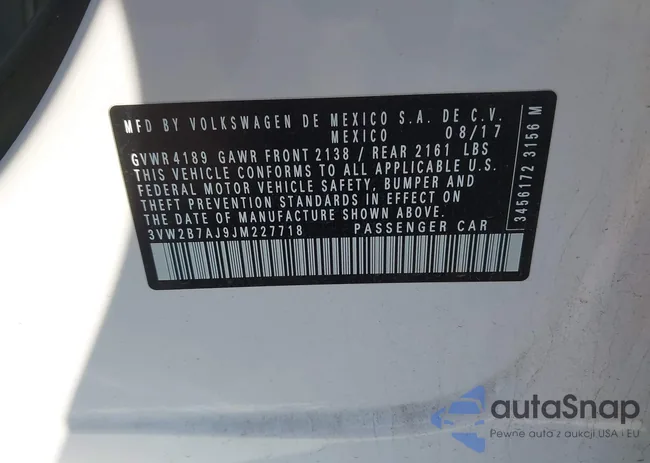 MFD BY VOLKSWAGEN DE MEXICO S.A. DE C.V.
MEXICO 08/17
GVWR 4189 GAWR FRONT 2138 / REAR 2161 LBS
THIS VEHICLE CONFORMS TO ALL APPLICABLE U.S.
FEDERAL MOTOR VEHICLE SAFETY, BUMPER AND
THEFT PREVENTION STANDARDS IN EFFECT ON
THE DATE OF MANUFACTURE SHOWN ABOVE
3VW2B7AJ9JM227718 PASSENGER CAR
3456172 3156 M
autoSnap
Pewne auta z aukcji USA i EU